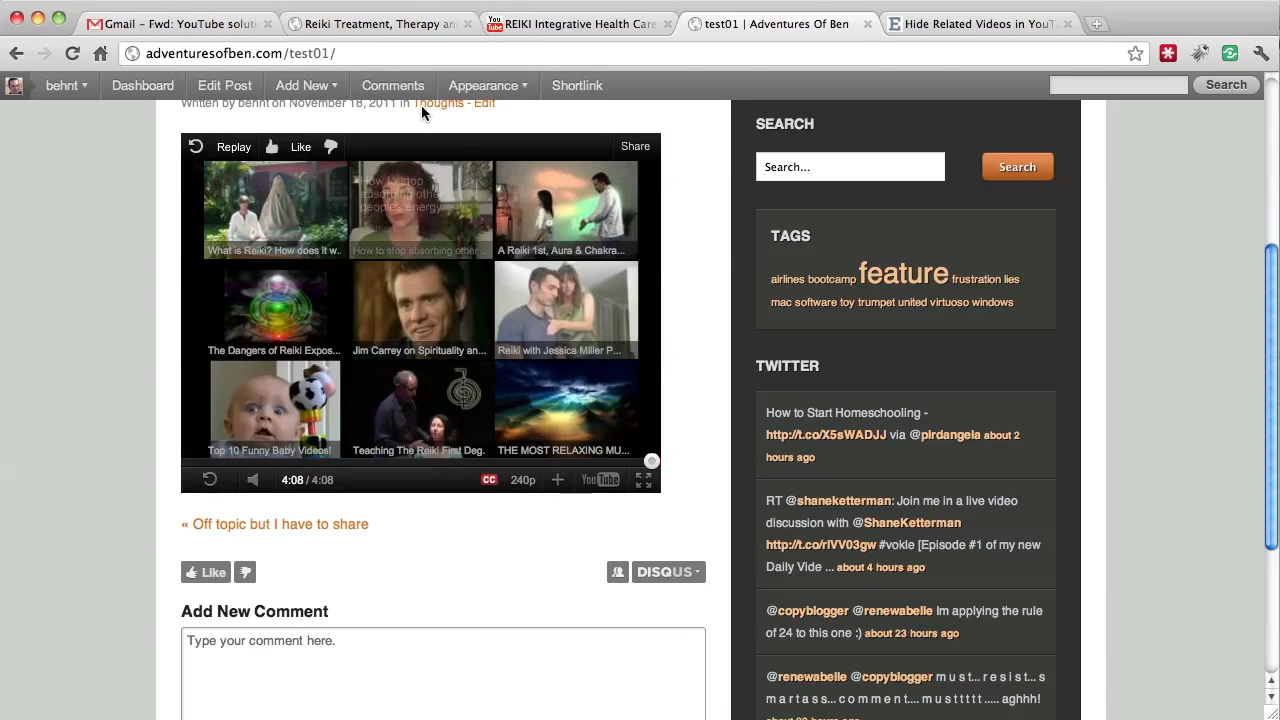 Gmail - Fwd: YouTube soluti
Reiki Treatment, Therapy an
REIKI Integrative Health Care
test01 | Adventures Of Ben
Hide Related Videos in YouT
adventuresofben.com/test01/
behnt Dashboard Edit Post Add New Comments Appearance Shortlink Search
Written by behnt on November 18, 2011 in Thoughts - Edit
Replay Like Share
How to stop
absorbing other
peoples energy
What is Reiki? How does it w..
How to stop absorbing other ..
A Reiki 1st, Aura & Chakra...
The Dangers of Reiki Expos...
Jim Carrey on Spirituality an...
Reiki with Jessica Miller P...
Top 10 Funny Baby Videos!
Teaching The Reiki First Deg.
THE MOST RELAXING MU...
4:08 / 4:08 CC 240p YouTube
« Off topic but I have to share
Like DISQUS
Add New Comment
Type your comment here.
SEARCH
Search... Search
TAGS
airlines bootcamp feature frustration lies
mac software toy trumpet united virtuoso windows
TWITTER
How to Start Homeschooling -
http://t.co/X5sWADJJ via @pirdangela about 2
hours ago
RT @shaneketterman: Join me in a live video
discussion with @ShaneKetterman
http://t.co/rlVV03gw #vokle [Episode #1 of my new
Daily Vide ... about 4 hours ago
@copyblogger @renewabelle Im applying the rule
of 24 to this one :) about 23 hours ago
@renewabelle @copyblogger m u s t... r e s i s t... s
m a r t a s s... c o m m e n t.... m u s t t t t t ..... aghhh!